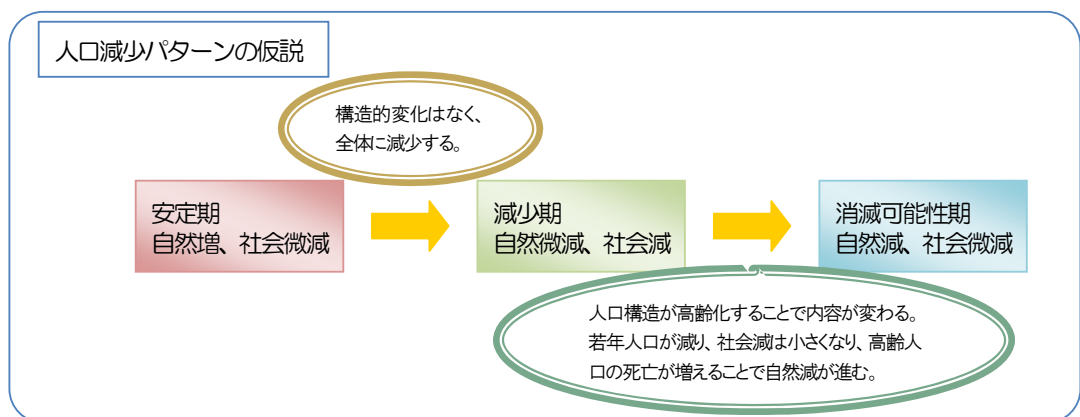 人口減少パターンの仮説
構造的変化はなく、
全体に減少する。
安定期
自然増、社会微減
減少期
自然微減、社会減
消滅可能性期
自然減、社会微減
人口構造が高齢化することで内容が変わる。
若年人口が減り、社会減は小さくなり、高齢人
口の死亡が増えることで自然減が進む。